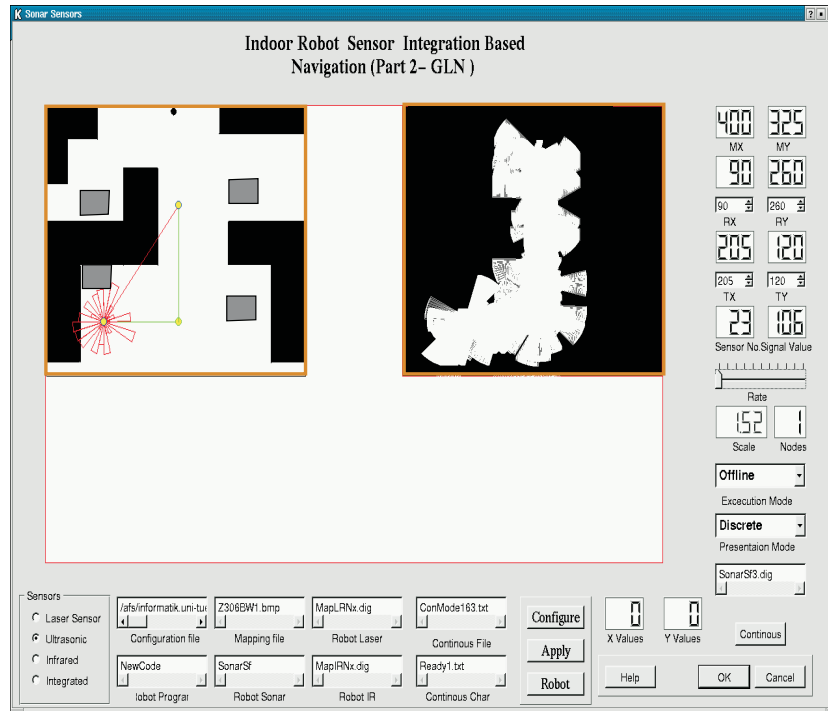 Sonar Sensors
Indoor Robot Sensor Integration Based
Navigation (Part 2– GLN )
400 325
MX MY
90 260
90 260
RX RY
205 120
205 120
TX TY
23 106
Sensor No. Signal Value
Rate
1.52 1
Scale Nodes
Offline
Excecution Mode
Discrete
Presentaion Mode
SonarSf3.dig
Sensors
Laser Sensor
Ultrasonic
Infrared
Integrated
/afs/informatik.uni-tue
Configuration file
Z306BW1.bmp
Mapping file
MapLRNx.dig
Robot Laser
ConMode163.txt
Continous File
NewCode
lobot Prograr
SonarSf
Robot Sonar
MapIRNx.dig
Robot IR
Ready1.txt
Continous Char
Configure
Apply
Robot
0 0
X Values Y Values
Continous
Help
OK
Cancel